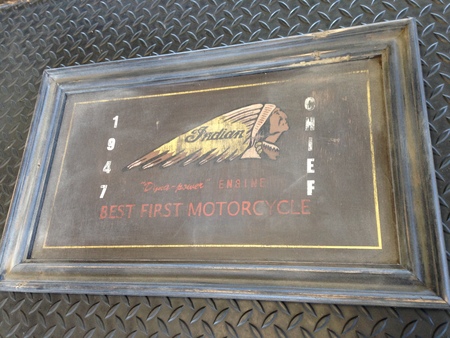 1947
Indian
CHIEF
"Dyna-power" ENGINE
BEST FIRST MOTORCYCLE